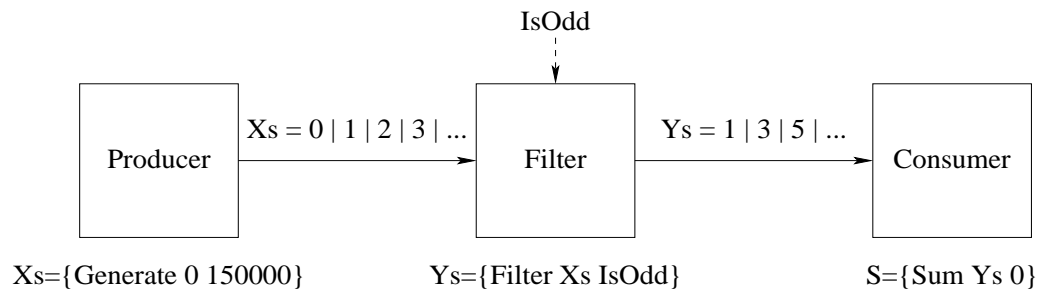 IsOdd
Xs = 0 | 1 | 2 | 3 | ...
Ys = 1 | 3 | 5 | ...
Producer
Filter
Consumer
Xs={Generate 0 150000}
Ys={Filter Xs IsOdd}
S={Sum Ys 0}